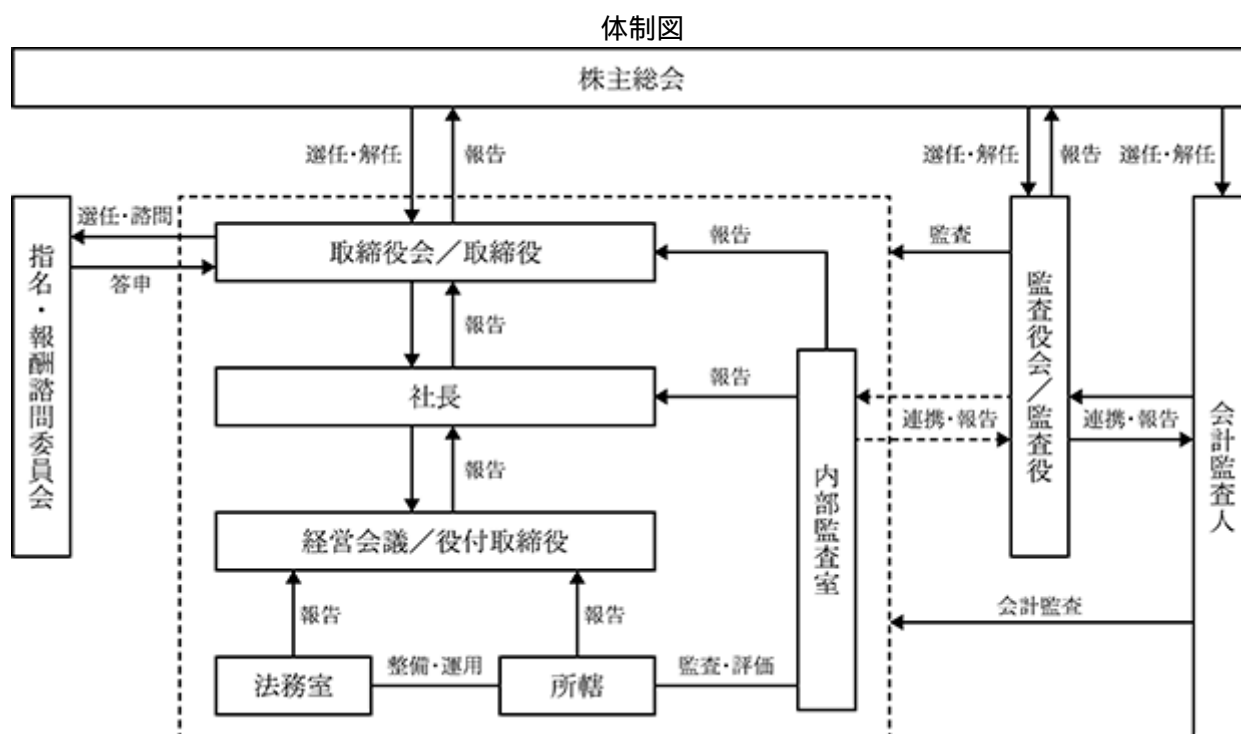 体制図
株主総会
選任・解任
報告
選任・解任
報告
選任・解任
指名・報酬諮問委員会
選任・諮問
答申
取締役会／取締役
報告
監査
監査役会／監査役
会計監査人
報告
社長
報告
内部監査室
連携・報告
連携・報告
報告
経営会議／役付取締役
報告
報告
会計監査
法務室
整備・運用
所轄
監査・評価